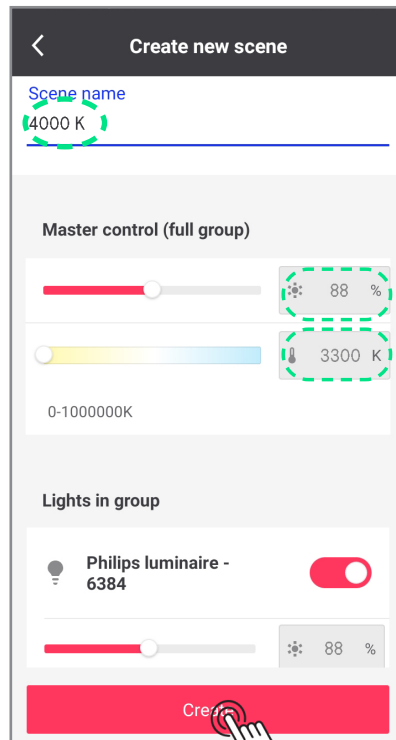 Create new scene
Scene name
4000 K
Master control (full group)
88 %
3300 K
0-1000000K
Lights in group
Philips luminaire -
6384
88 %
Create